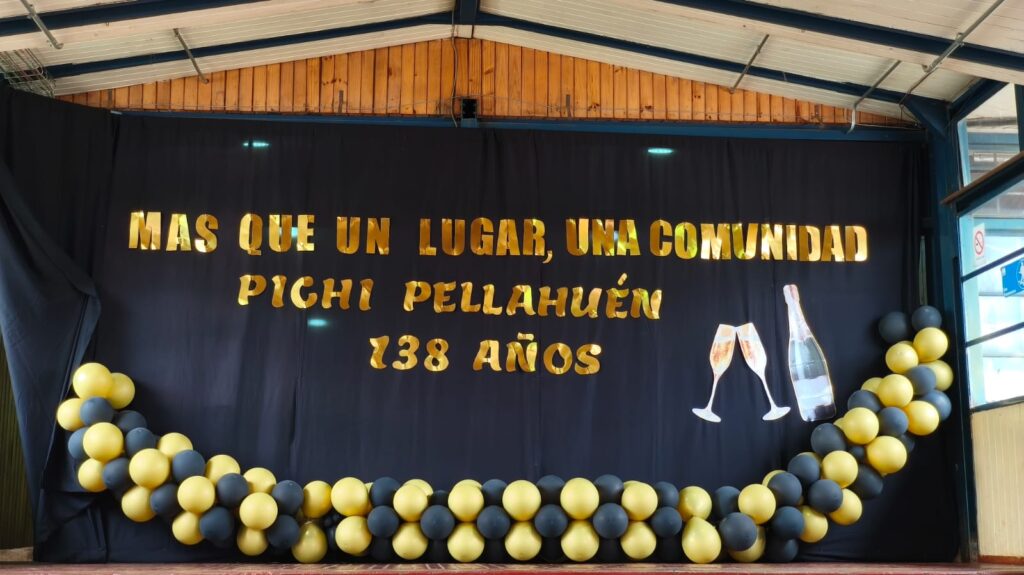 MAS QUE UN LUGAR, UNA COMUNIDAD
PICHI PELLAHUÉN
138 AÑOS